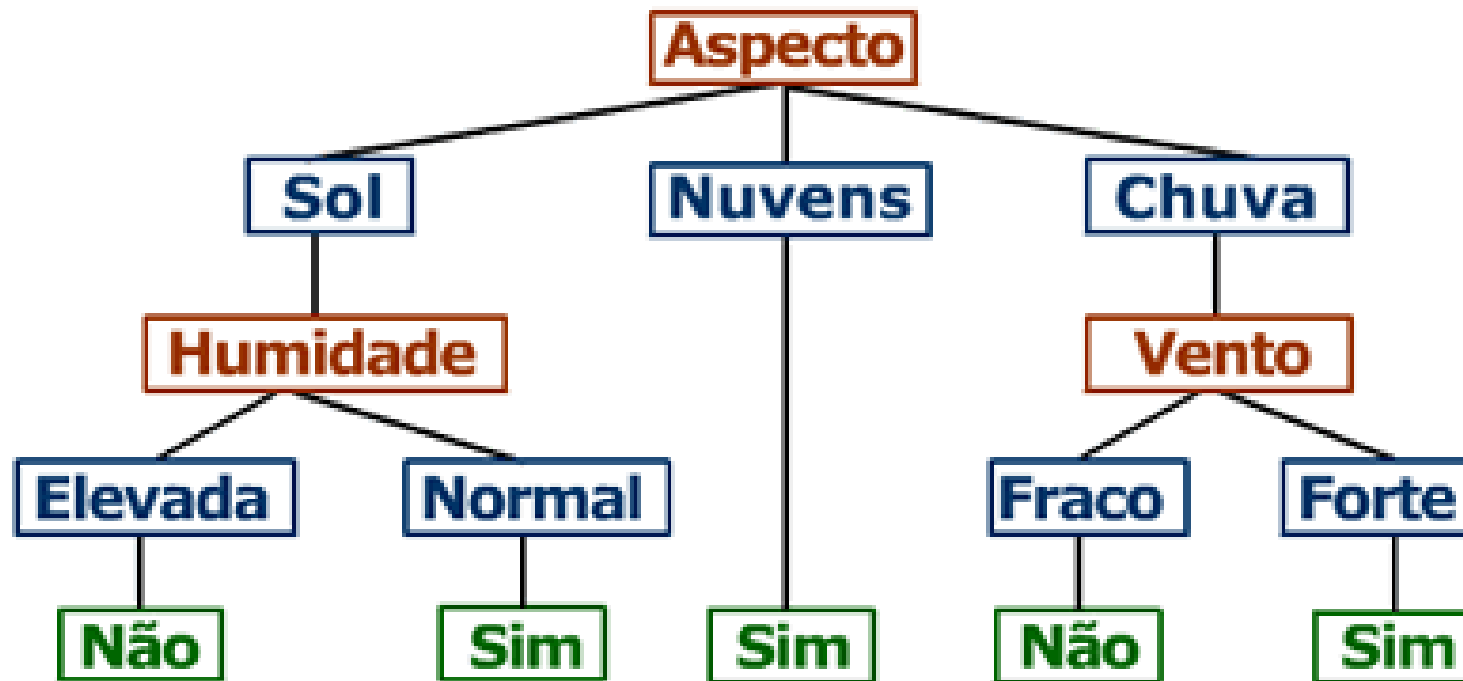 Aspecto
Sol Nuvens Chuva
Humidade Vento
Elevada Normal Fraco Forte
Não Sim Sim Não Sim